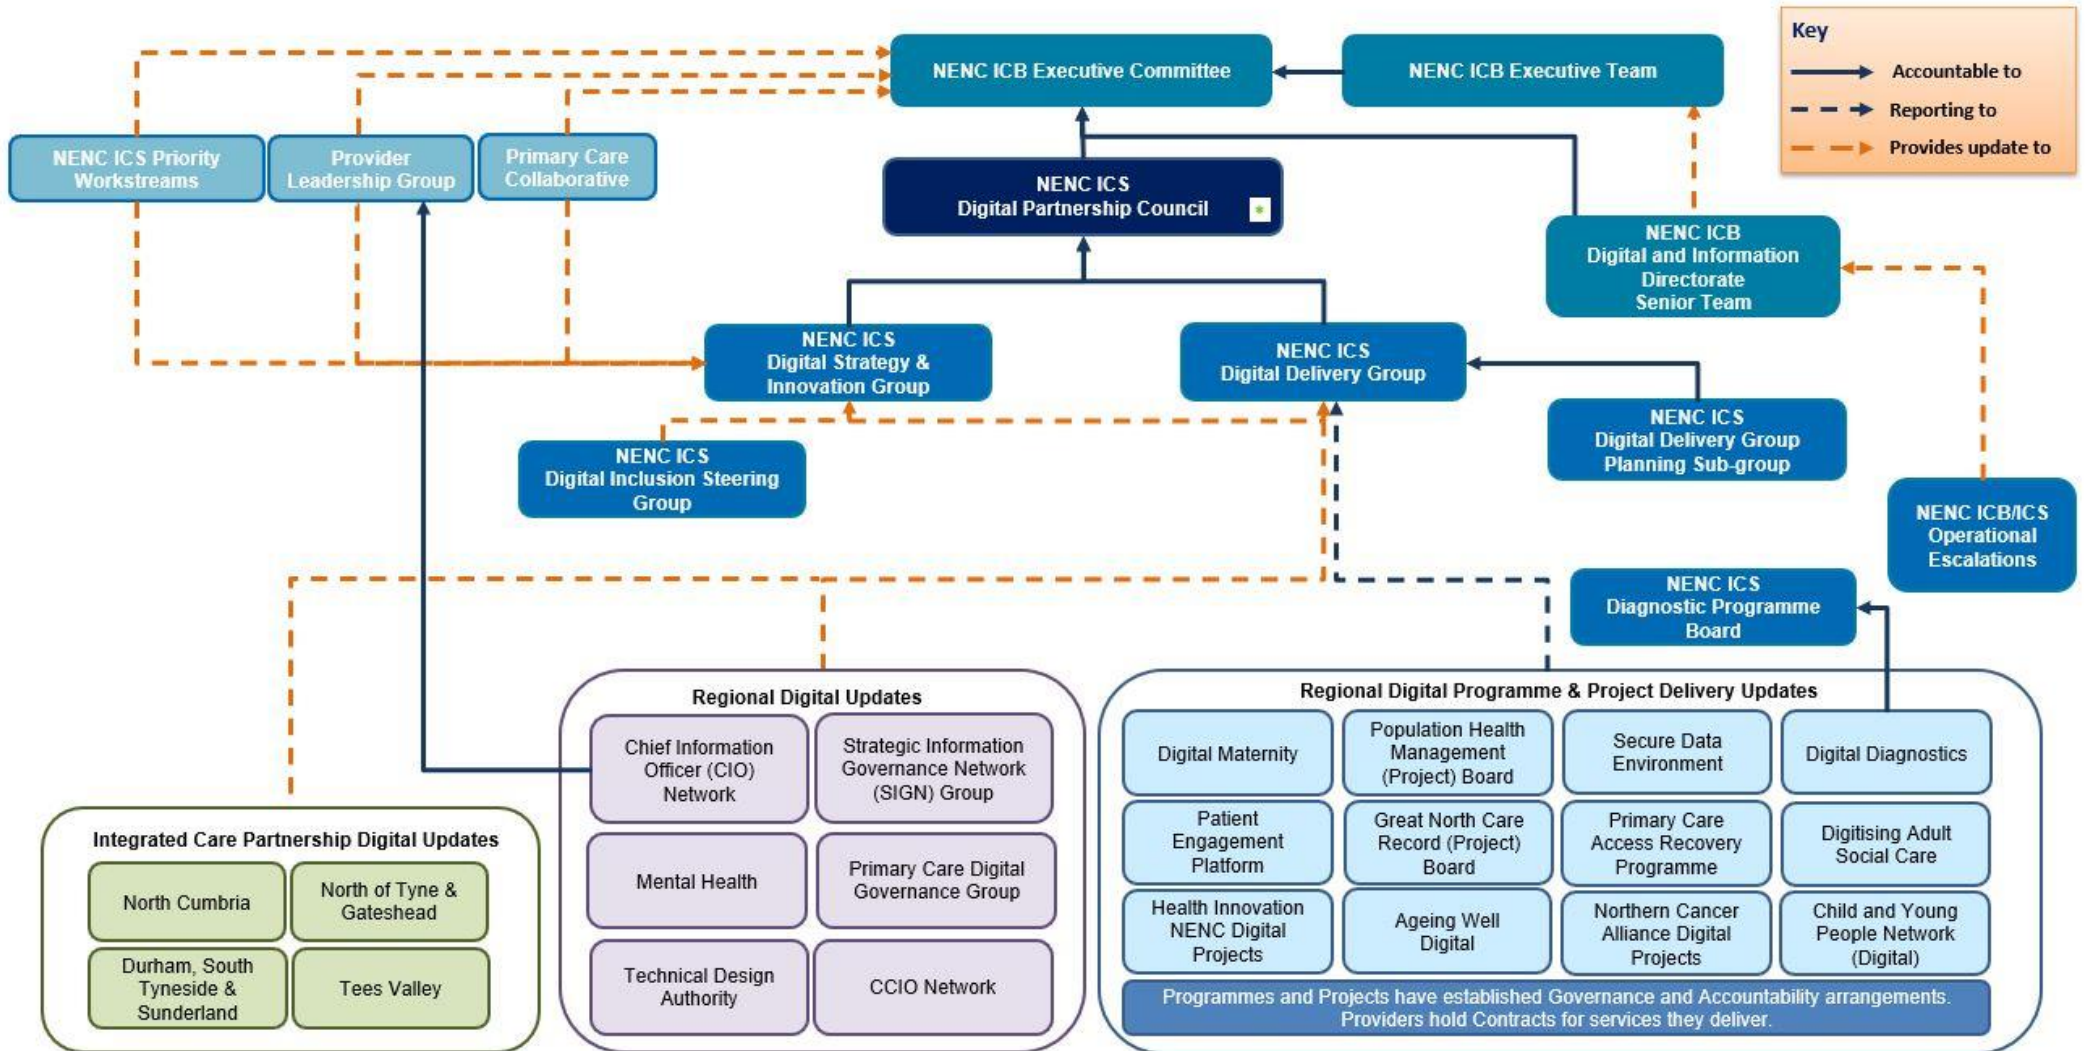 Key
Accountable to
Reporting to
Provides update to
NENC ICB Executive Committee
NENC ICB Executive Team
NENC ICS Priority
Workstreams
Provider
Leadership Group
Primary Care
Collaborative
NENC ICS
Digital Partnership Council
*
NENC ICB
Digital and Information
Directorate
Senior Team
NENC ICS
Digital Strategy &
Innovation Group
NENC ICS
Digital Delivery Group
NENC ICS
Digital Delivery Group
Planning Sub-group
NENC ICS
Digital Inclusion Steering
Group
NENC ICB/ICS
Operational
Escalations
NENC ICS
Diagnostic Programme
Board
Integrated Care Partnership Digital Updates
North Cumbria
North of Tyne &
Gateshead
Durham, South
Tyneside &
Sunderland
Tees Valley
Regional Digital Updates
Chief Information
Officer (CIO)
Network
Strategic Information
Governance Network
(SIGN) Group
Mental Health
Primary Care Digital
Governance Group
Technical Design
Authority
CCIO Network
Regional Digital Programme & Project Delivery Updates
Digital Maternity
Population Health
Management
(Project) Board
Secure Data
Environment
Digital Diagnostics
Patient
Engagement
Platform
Great North Care
Record (Project)
Board
Primary Care
Access Recovery
Programme
Digitising Adult
Social Care
Health Innovation
NENC Digital
Projects
Ageing Well
Digital
Northern Cancer
Alliance Digital
Projects
Child and Young
People Network
(Digital)
Programmes and Projects have established Governance and Accountability arrangements.
Providers hold Contracts for services they deliver.